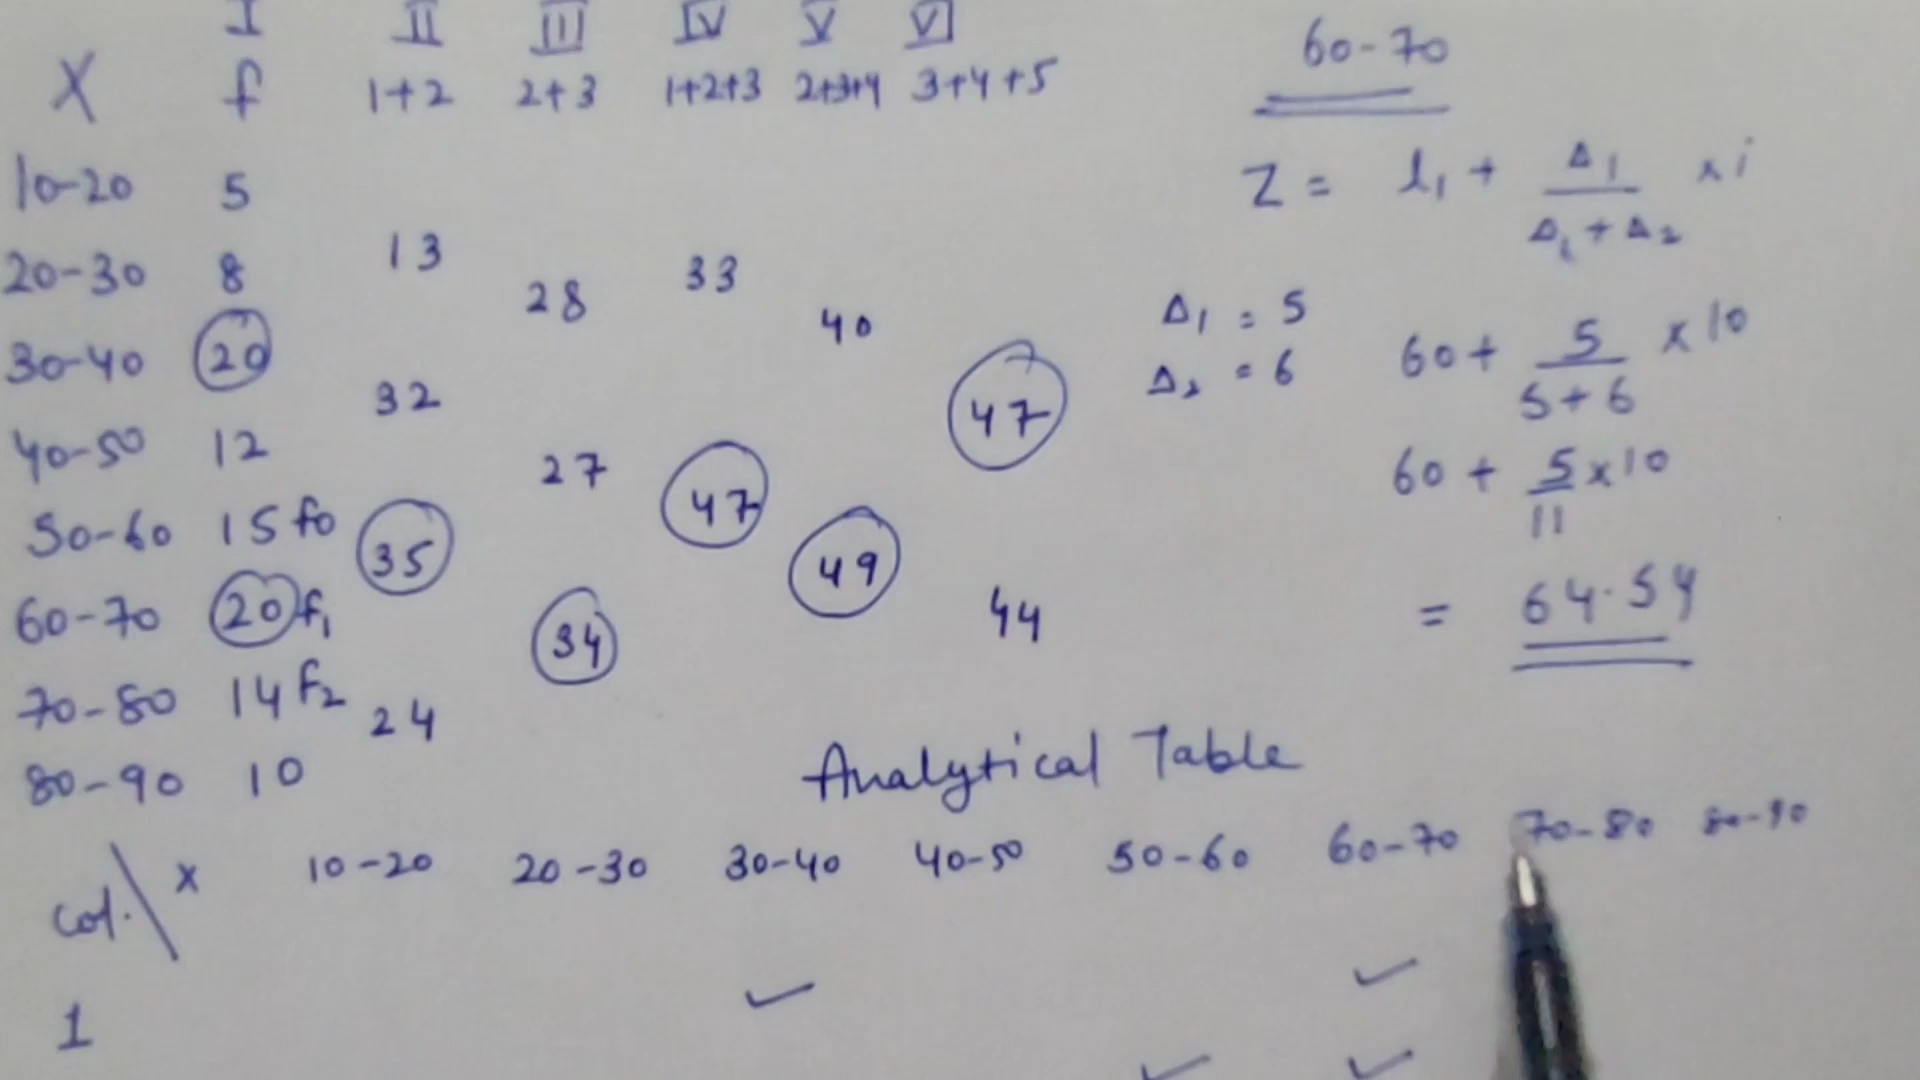 I II III IV V VI
X f 1+2 2+3 1+2+3 2+3+4 3+4+5
10-20 5
13
20-30 8
28 33
40
30-40 20
32
47
40-50 12
27
47
50-60 15 f0
35
49
60-70 20 f1
34
44
70-80 14 f2
24
80-90 10
60-70
Z = l1 + Δ1 / Δ1 + Δ2 x i
Δ1 = 5
Δ2 = 6
60 + 5 / 5 + 6 x 10
60 + 5 / 11 x 10
= 64.54
Analytical Table
Col. \ x 10-20 20-30 30-40 40-50 50-60 60-70 70-80 80-90
1 ✓ ✓
✓ ✓